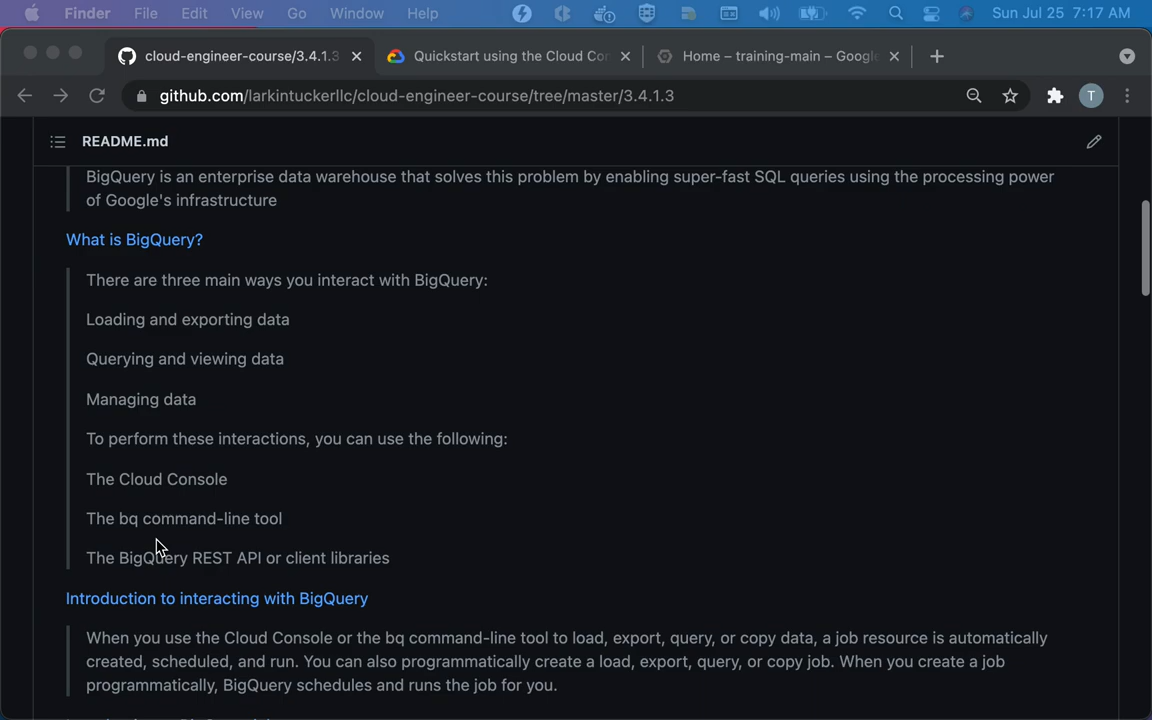 Finder File Edit View Go Window Help Sun Jul 25 7:17 AM
cloud-engineer-course/3.4.1.3 Quickstart using the Cloud Con Home – training-main – Google
github.com/larkintuckerllc/cloud-engineer-course/tree/master/3.4.1.3 T
README.md
BigQuery is an enterprise data warehouse that solves this problem by enabling super-fast SQL queries using the processing power
of Google's infrastructure
What is BigQuery?
There are three main ways you interact with BigQuery:
Loading and exporting data
Querying and viewing data
Managing data
To perform these interactions, you can use the following:
The Cloud Console
The bq command-line tool
The BigQuery REST API or client libraries
Introduction to interacting with BigQuery
When you use the Cloud Console or the bq command-line tool to load, export, query, or copy data, a job resource is automatically
created, scheduled, and run. You can also programmatically create a load, export, query, or copy job. When you create a job
programmatically, BigQuery schedules and runs the job for you.